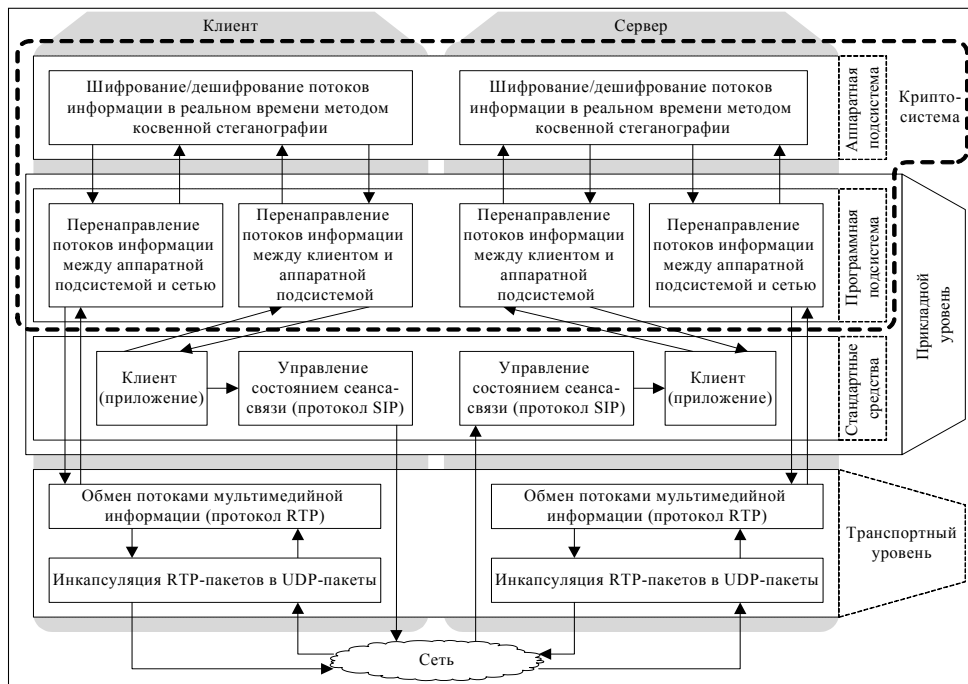 Клиент
Сервер
Шифрование/дешифрование потоков
информации в реальном времени методом
косвенной стеганографии
Шифрование/дешифрование потоков
информации в реальном времени методом
косвенной стеганографии
Аппаратная
подсистема
Крипто-
система
Перенаправление
потоков информации
между аппаратной
подсистемой и сетью
Перенаправление
потоков информации
между клиентом и
аппаратной
подсистемой
Перенаправление
потоков информации
между клиентом и
аппаратной
подсистемой
Перенаправление
потоков информации
между аппаратной
подсистемой и сетью
Программная
подсистема
Прикладной
уровень
Клиент
(приложение)
Управление
состоянием сеанса-
связи (протокол SIP)
Управление
состоянием сеанса-
связи (протокол SIP)
Клиент
(приложение)
Стандартные
средства
Обмен потоками мультимедийной
информации (протокол RTP)
Обмен потоками мультимедийной
информации (протокол RTP)
Транспортный
уровень
Инкапсуляция RTP-пакетов в UDP-пакеты
Инкапсуляция RTP-пакетов в UDP-пакеты
Сеть